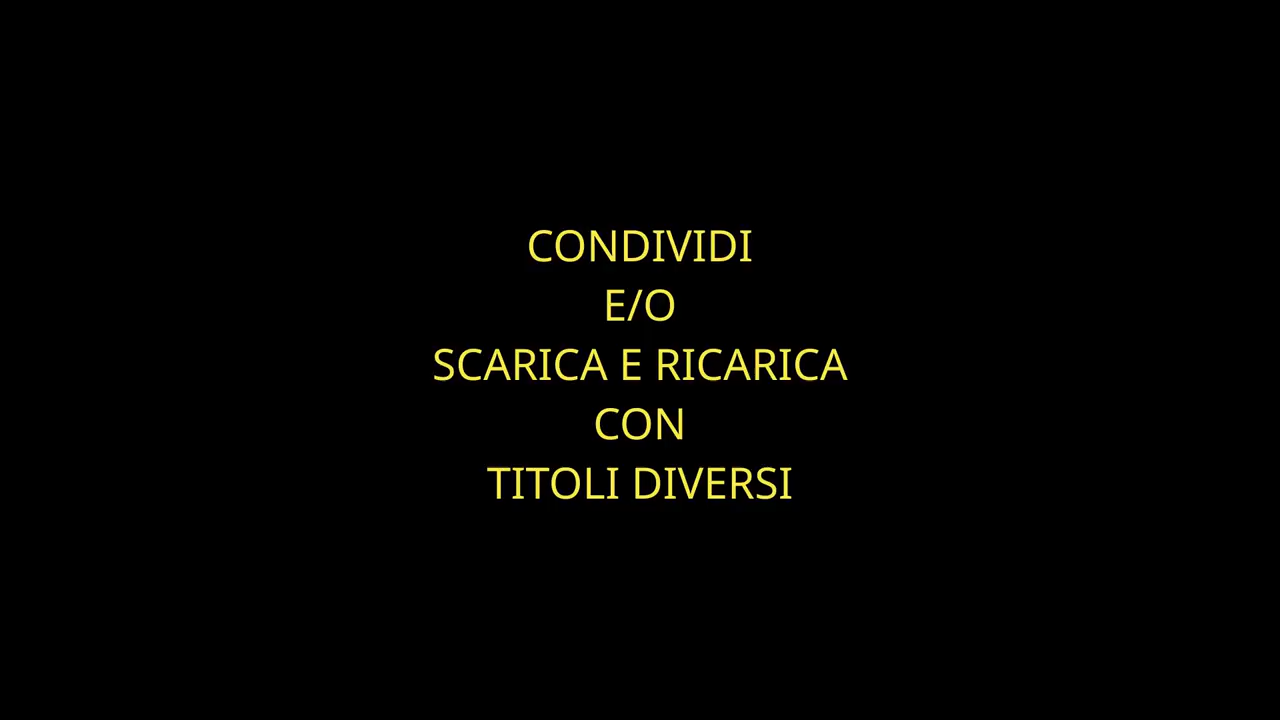 CONDIVIDI
E/O
SCARICA E RICARICA
CON
TITOLI DIVERSI